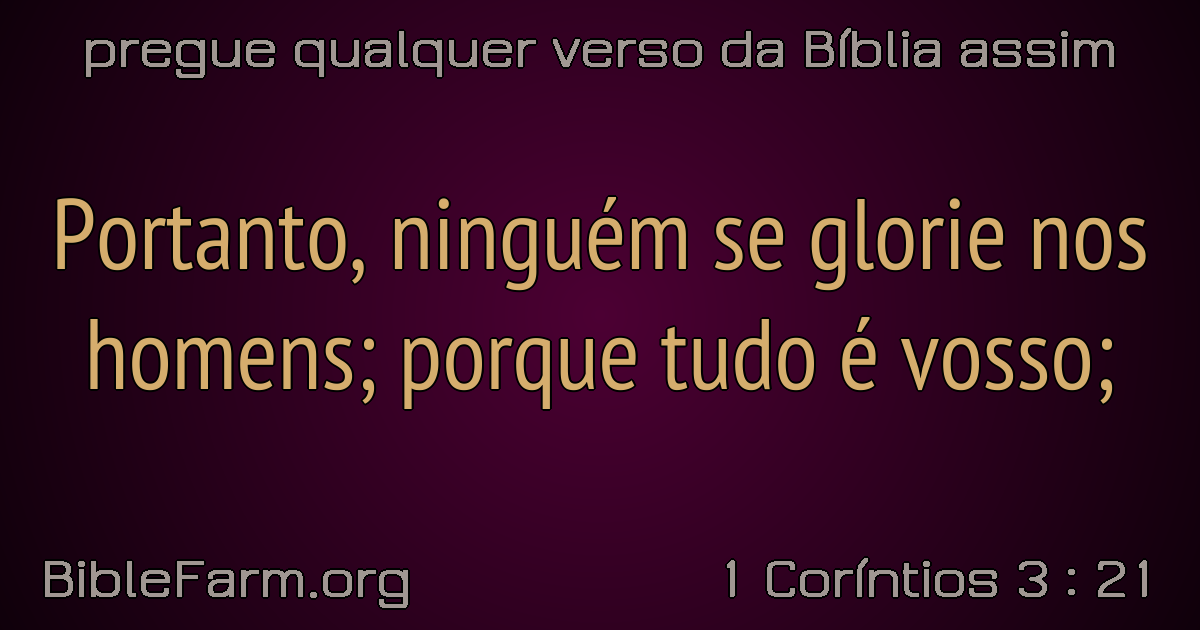 pregue qualquer verso da Bíblia assim
Portanto, ninguém se glorie nos
homens; porque tudo é vosso;
BibleFarm.org
1 Coríntios 3 : 21